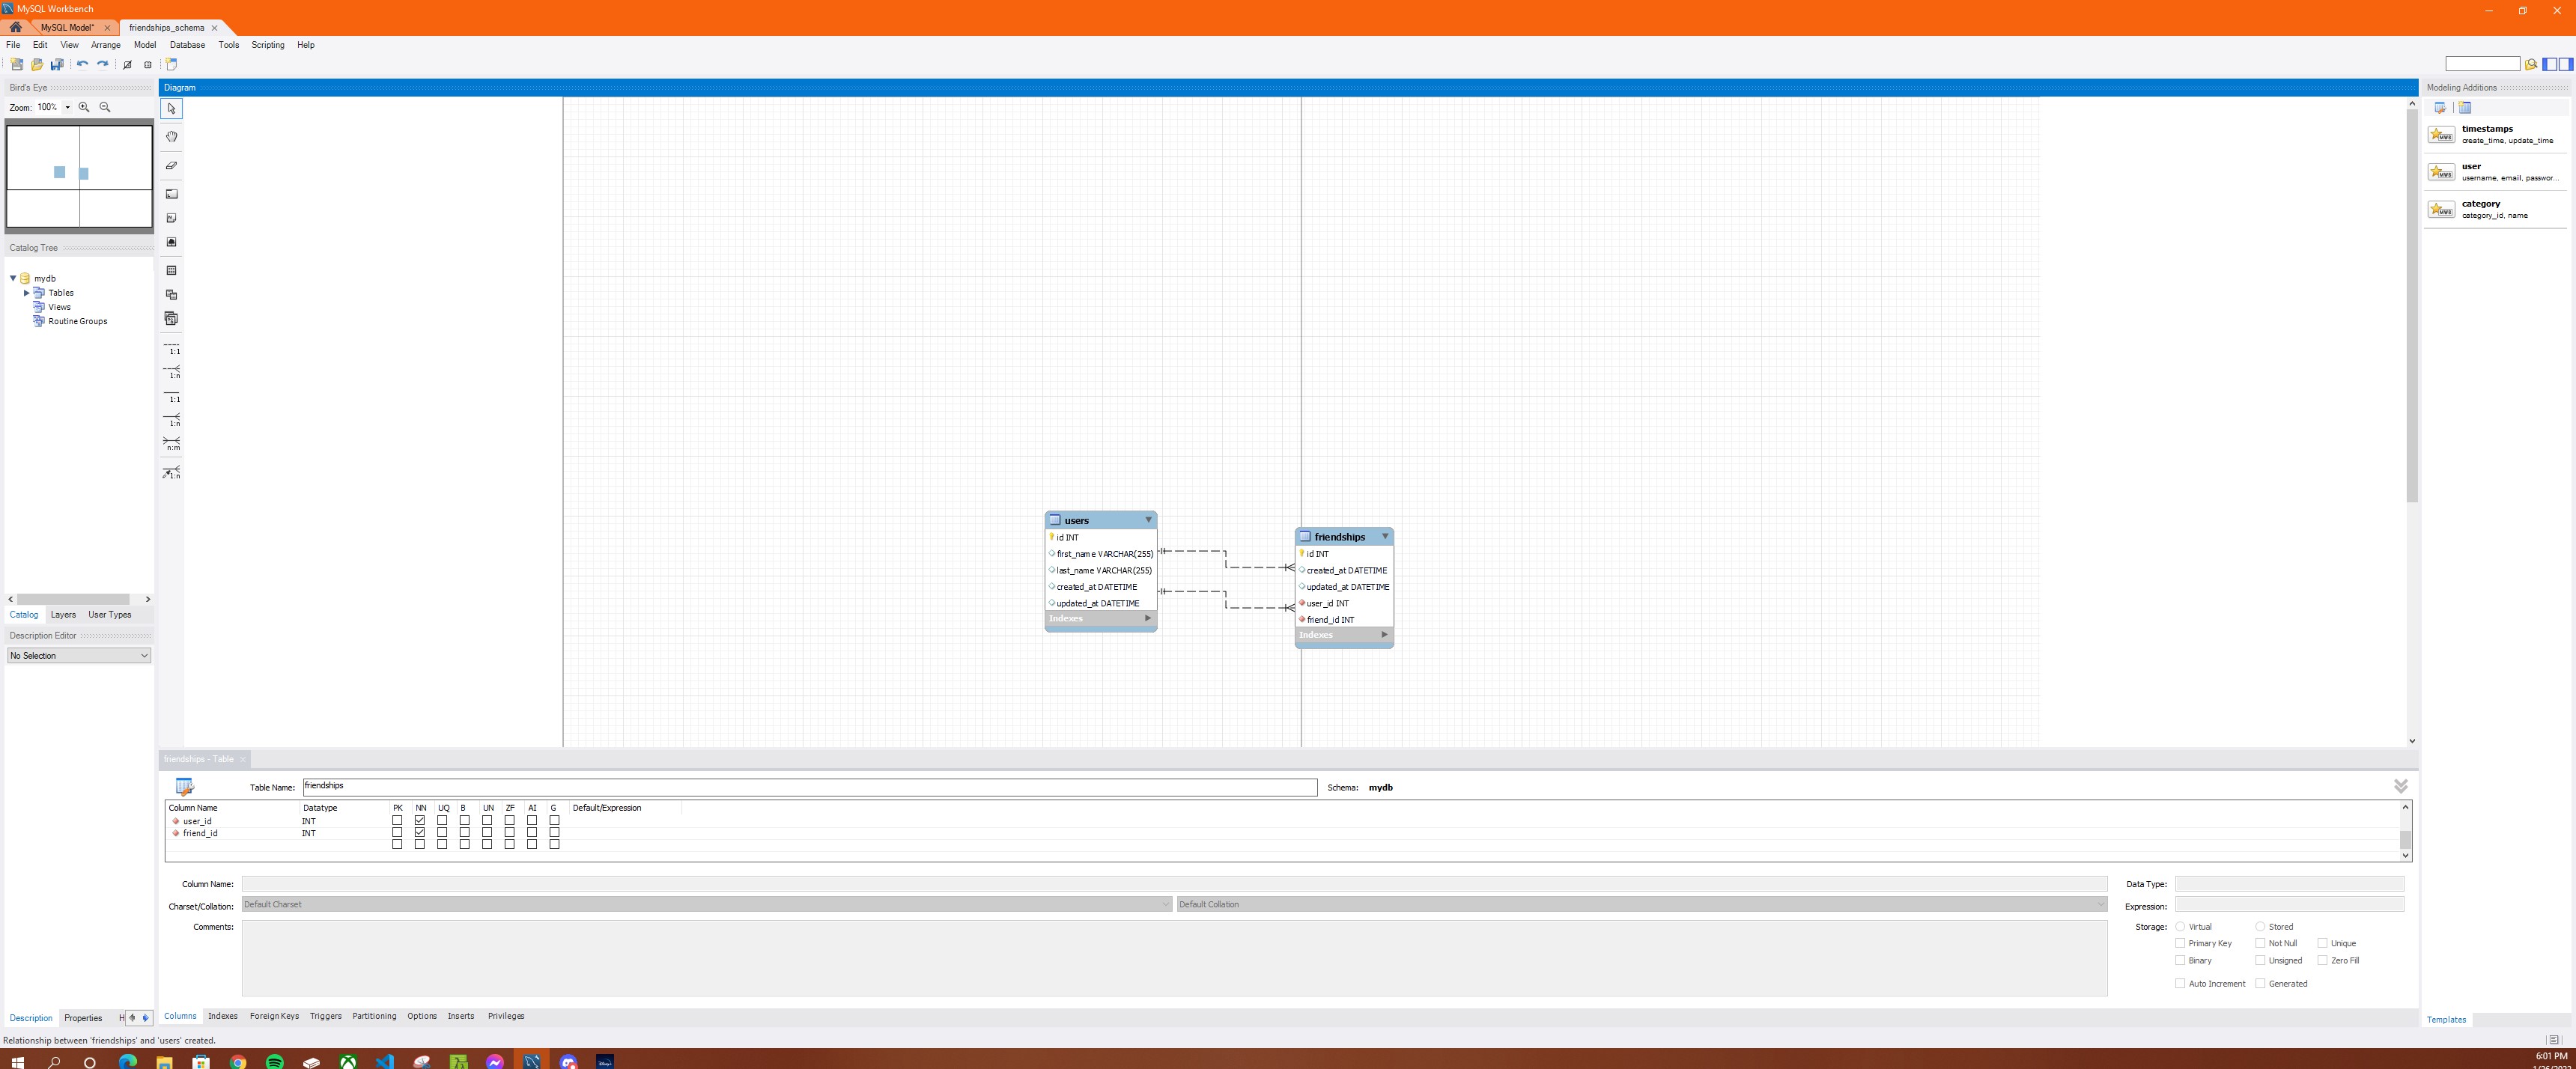 MySQL Workbench
MySQL Model* friendships_schema
File Edit View Arrange Model Database Tools Scripting Help
Bird's Eye
Zoom: 100%
Catalog Tree
mydb
Tables
Views
Routine Groups
Catalog Layers User Types
Description Editor
No Selection
Description Properties H
Diagram
1:1
1:n
1:1
1:n
n:m
1:n
users
id INT
first_name VARCHAR(255)
last_name VARCHAR(255)
created_at DATETIME
updated_at DATETIME
Indexes
friendships
id INT
created_at DATETIME
updated_at DATETIME
user_id INT
friend_id INT
Indexes
Modeling Additions
timestamps
create_time, update_time
user
username, email, passwor...
category
category_id, name
Templates
friendships - Table
Table Name: friendships Schema: mydb
Column Name Datatype PK NN UQ B UN ZF AI G Default/Expression
user_id INT
friend_id INT
Column Name: Data Type:
Charset/Collation: Default Charset Default Collation Expression:
Comments: Storage: Virtual Stored
Primary Key Not Null Unique
Binary Unsigned Zero Fill
Auto Increment Generated
Columns Indexes Foreign Keys Triggers Partitioning Options Inserts Privileges
Relationship between 'friendships' and 'users' created.
6:01 PM